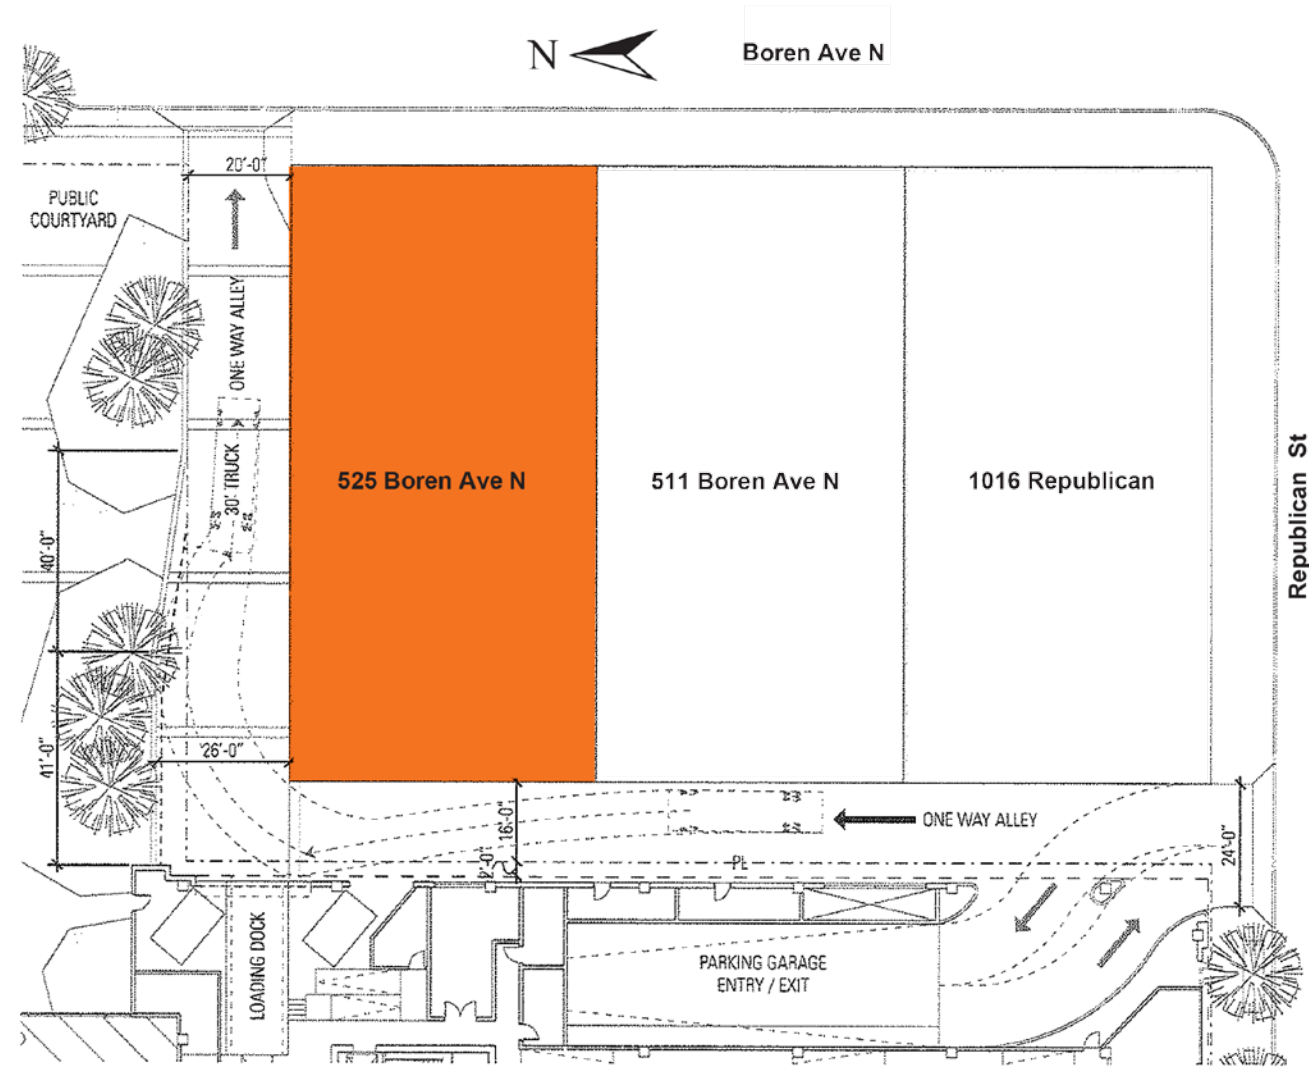 N
Boren Ave N
20'-0"
PUBLIC
COURTYARD
ONE WAY ALLEY
30' TRUCK
525 Boren Ave N
511 Boren Ave N
1016 Republican
Republican St
40'-0"
41'-0"
26'-0"
16'-0"
2'-0"
ONE WAY ALLEY
24'-0"
PL
LOADING DOCK
PARKING GARAGE
ENTRY / EXIT